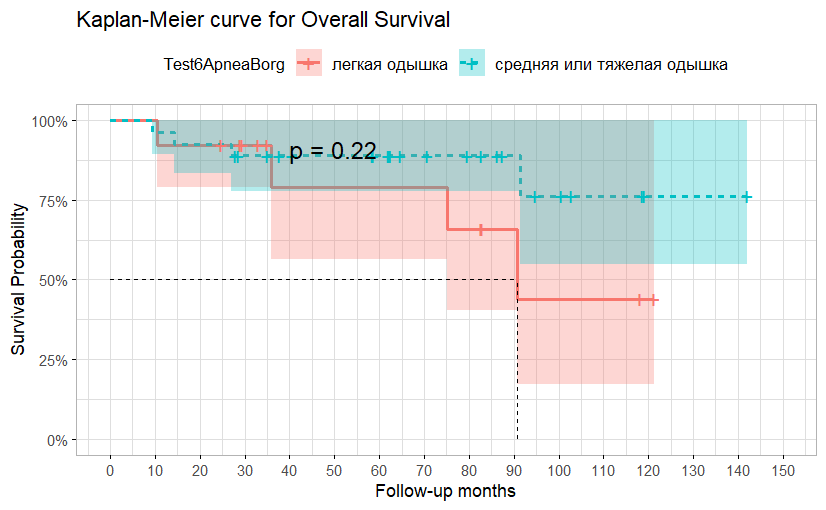 Kaplan-Meier curve for Overall Survival
Test6ApneaBorg легкая одышка средняя или тяжелая одышка
100%
p = 0.22
75%
50%
25%
0%
Survival Probability
0 10 20 30 40 50 60 70 80 90 100 110 120 130 140 150
Follow-up months